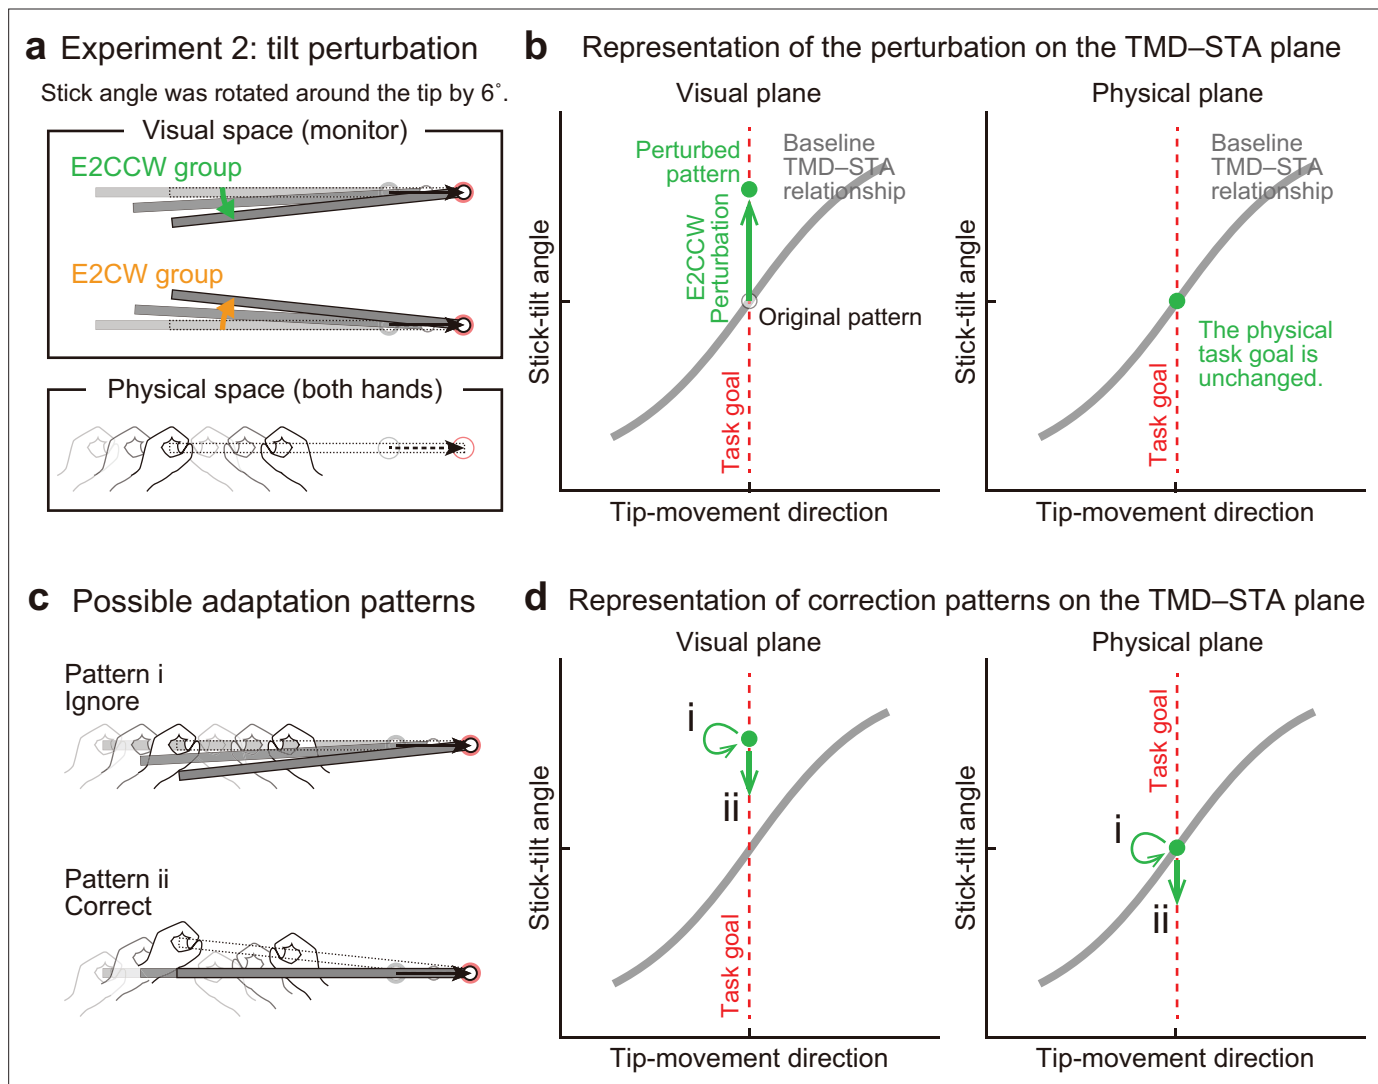 a Experiment 2: tilt perturbation
Stick angle was rotated around the tip by 6˚.
Visual space (monitor)
E2CCW group
E2CW group
Physical space (both hands)
b Representation of the perturbation on the TMD–STA plane
Visual plane
Stick-tilt angle
Perturbed
pattern
E2CCW
Perturbation
Baseline
TMD–STA
relationship
Original pattern
Task goal
Tip-movement direction
Physical plane
Stick-tilt angle
Baseline
TMD–STA
relationship
The physical
task goal is
unchanged.
Task goal
Tip-movement direction
c Possible adaptation patterns
Pattern i
Ignore
Pattern ii
Correct
d Representation of correction patterns on the TMD–STA plane
Visual plane
Stick-tilt angle
i
ii
Task goal
Tip-movement direction
Physical plane
Stick-tilt angle
Task goal
i
ii
Tip-movement direction